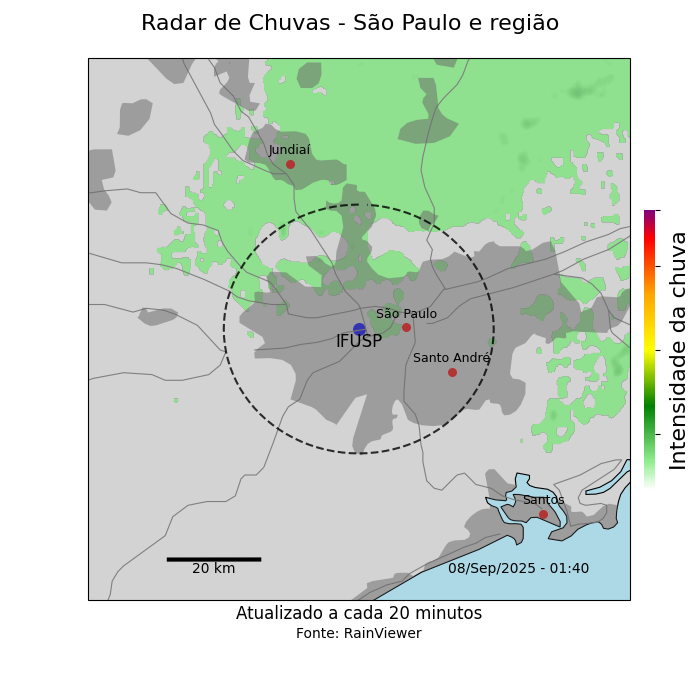 Radar de Chuvas - São Paulo e região
Jundiaí
São Paulo
IFUSP
Santo André
Intensidade da chuva
Santos
20 km
08/Sep/2025 - 01:40
Atualizado a cada 20 minutos
Fonte: RainViewer